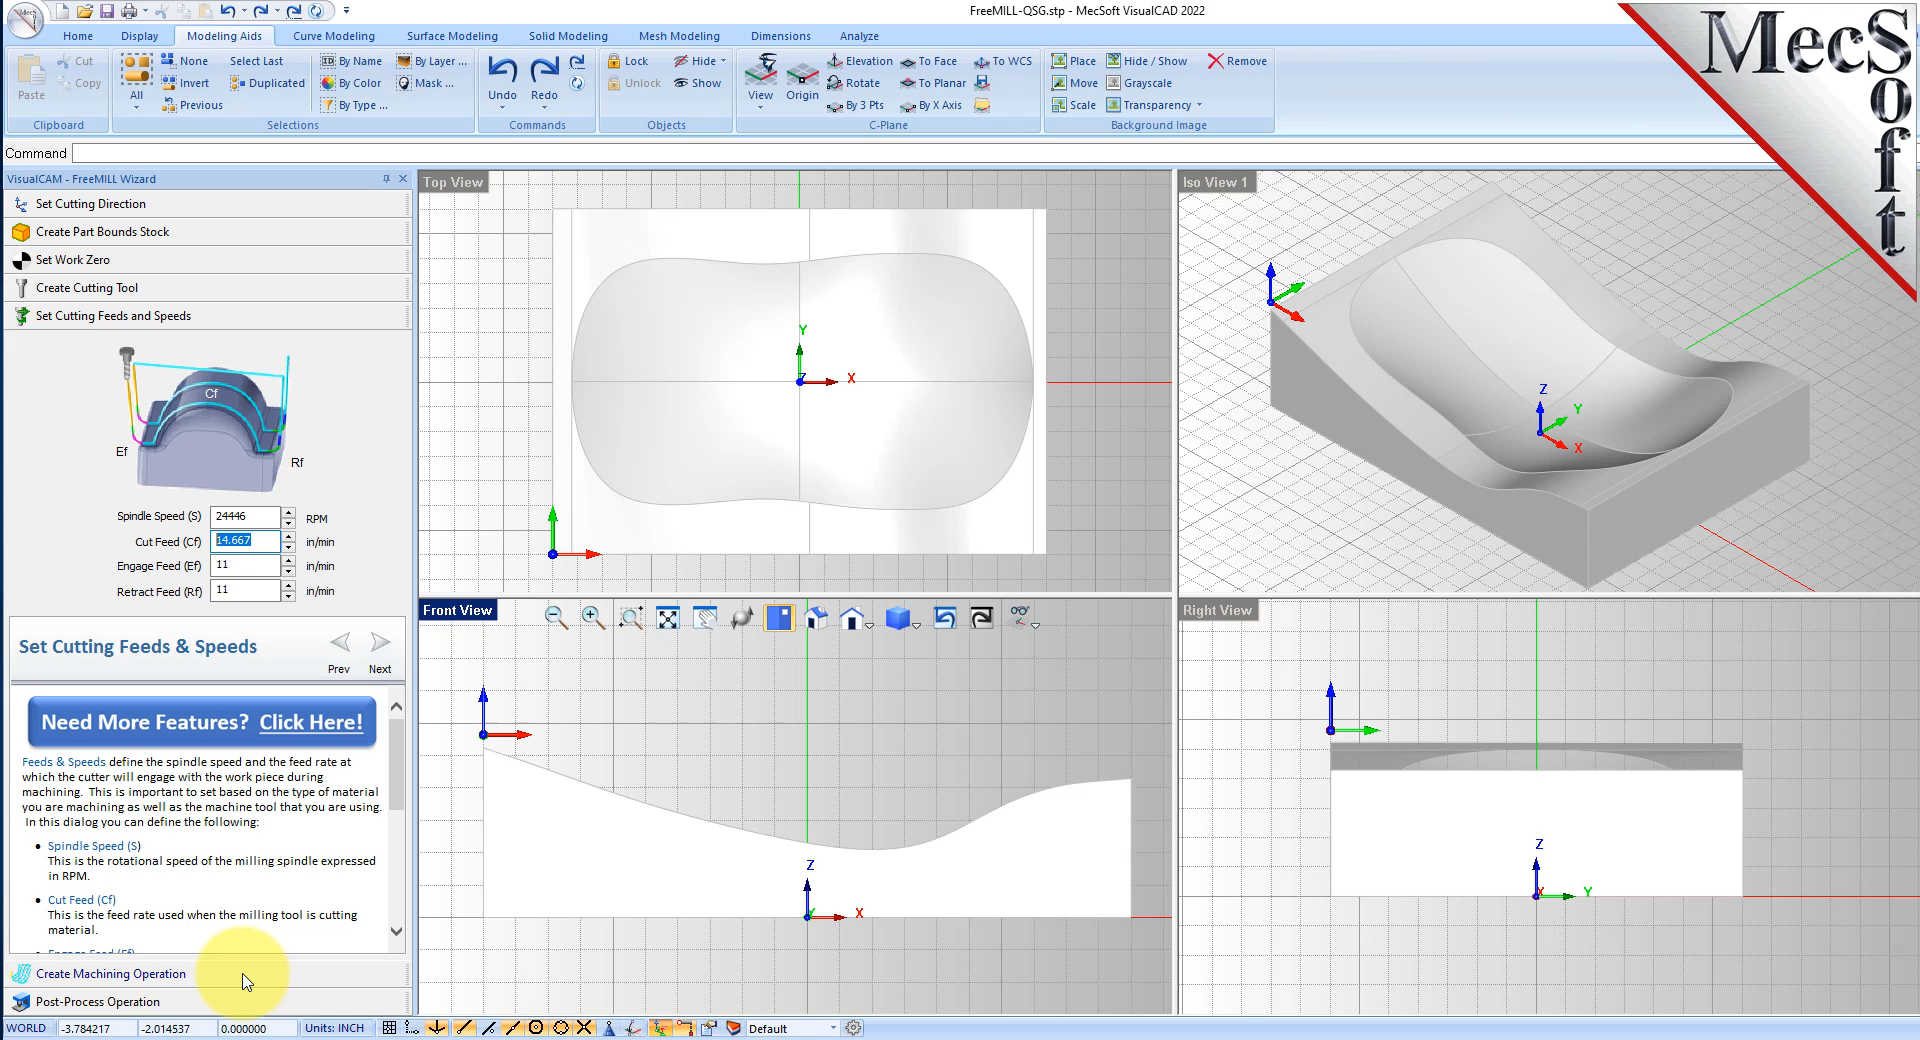 MecS
FreeMILL-QSG.stp - MecSoft VisualCAD 2022
MecSoft
Home Display Modeling Aids Curve Modeling Surface Modeling Solid Modeling Mesh Modeling Dimensions Analyze
Paste Cut Copy
Clipboard
All None Invert Previous Select Last Duplicated By Name By Color By Type ... By Layer ... Mask ...
Selections
Undo Redo
Commands
Lock Unlock Hide Show
Objects
View Origin Elevation Rotate By 3 Pts To Face To Planar By X Axis To WCS
C-Plane
Place Move Scale Hide / Show Grayscale Transparency Remove
Background Image
Command
VisualCAM - FreeMILL Wizard
Set Cutting Direction
Create Part Bounds Stock
Set Work Zero
Create Cutting Tool
Set Cutting Feeds and Speeds
Cf
Ef
Rf
Spindle Speed (S) 24446 RPM
Cut Feed (Cf) 14.667 in/min
Engage Feed (Ef) 11 in/min
Retract Feed (Rf) 11 in/min
Set Cutting Feeds & Speeds
Prev Next
Need More Features? Click Here!
Feeds & Speeds define the spindle speed and the feed rate at
which the cutter will engage with the work piece during
machining. This is important to set based on the type of material
you are machining as well as the machine tool that you are using.
In this dialog you can define the following:
• Spindle Speed (S)
This is the rotational speed of the milling spindle expressed
in RPM.
• Cut Feed (Cf)
This is the feed rate used when the milling tool is cutting
material.
• Engage Feed (Ef)
Create Machining Operation
Post-Process Operation
Top View
Y
Z
X
Iso View 1
Z
Y
X
Front View
Z
Y
X
Right View
Z
X
Y
WORLD -3.784217 -2.014537 0.000000 Units: INCH Default